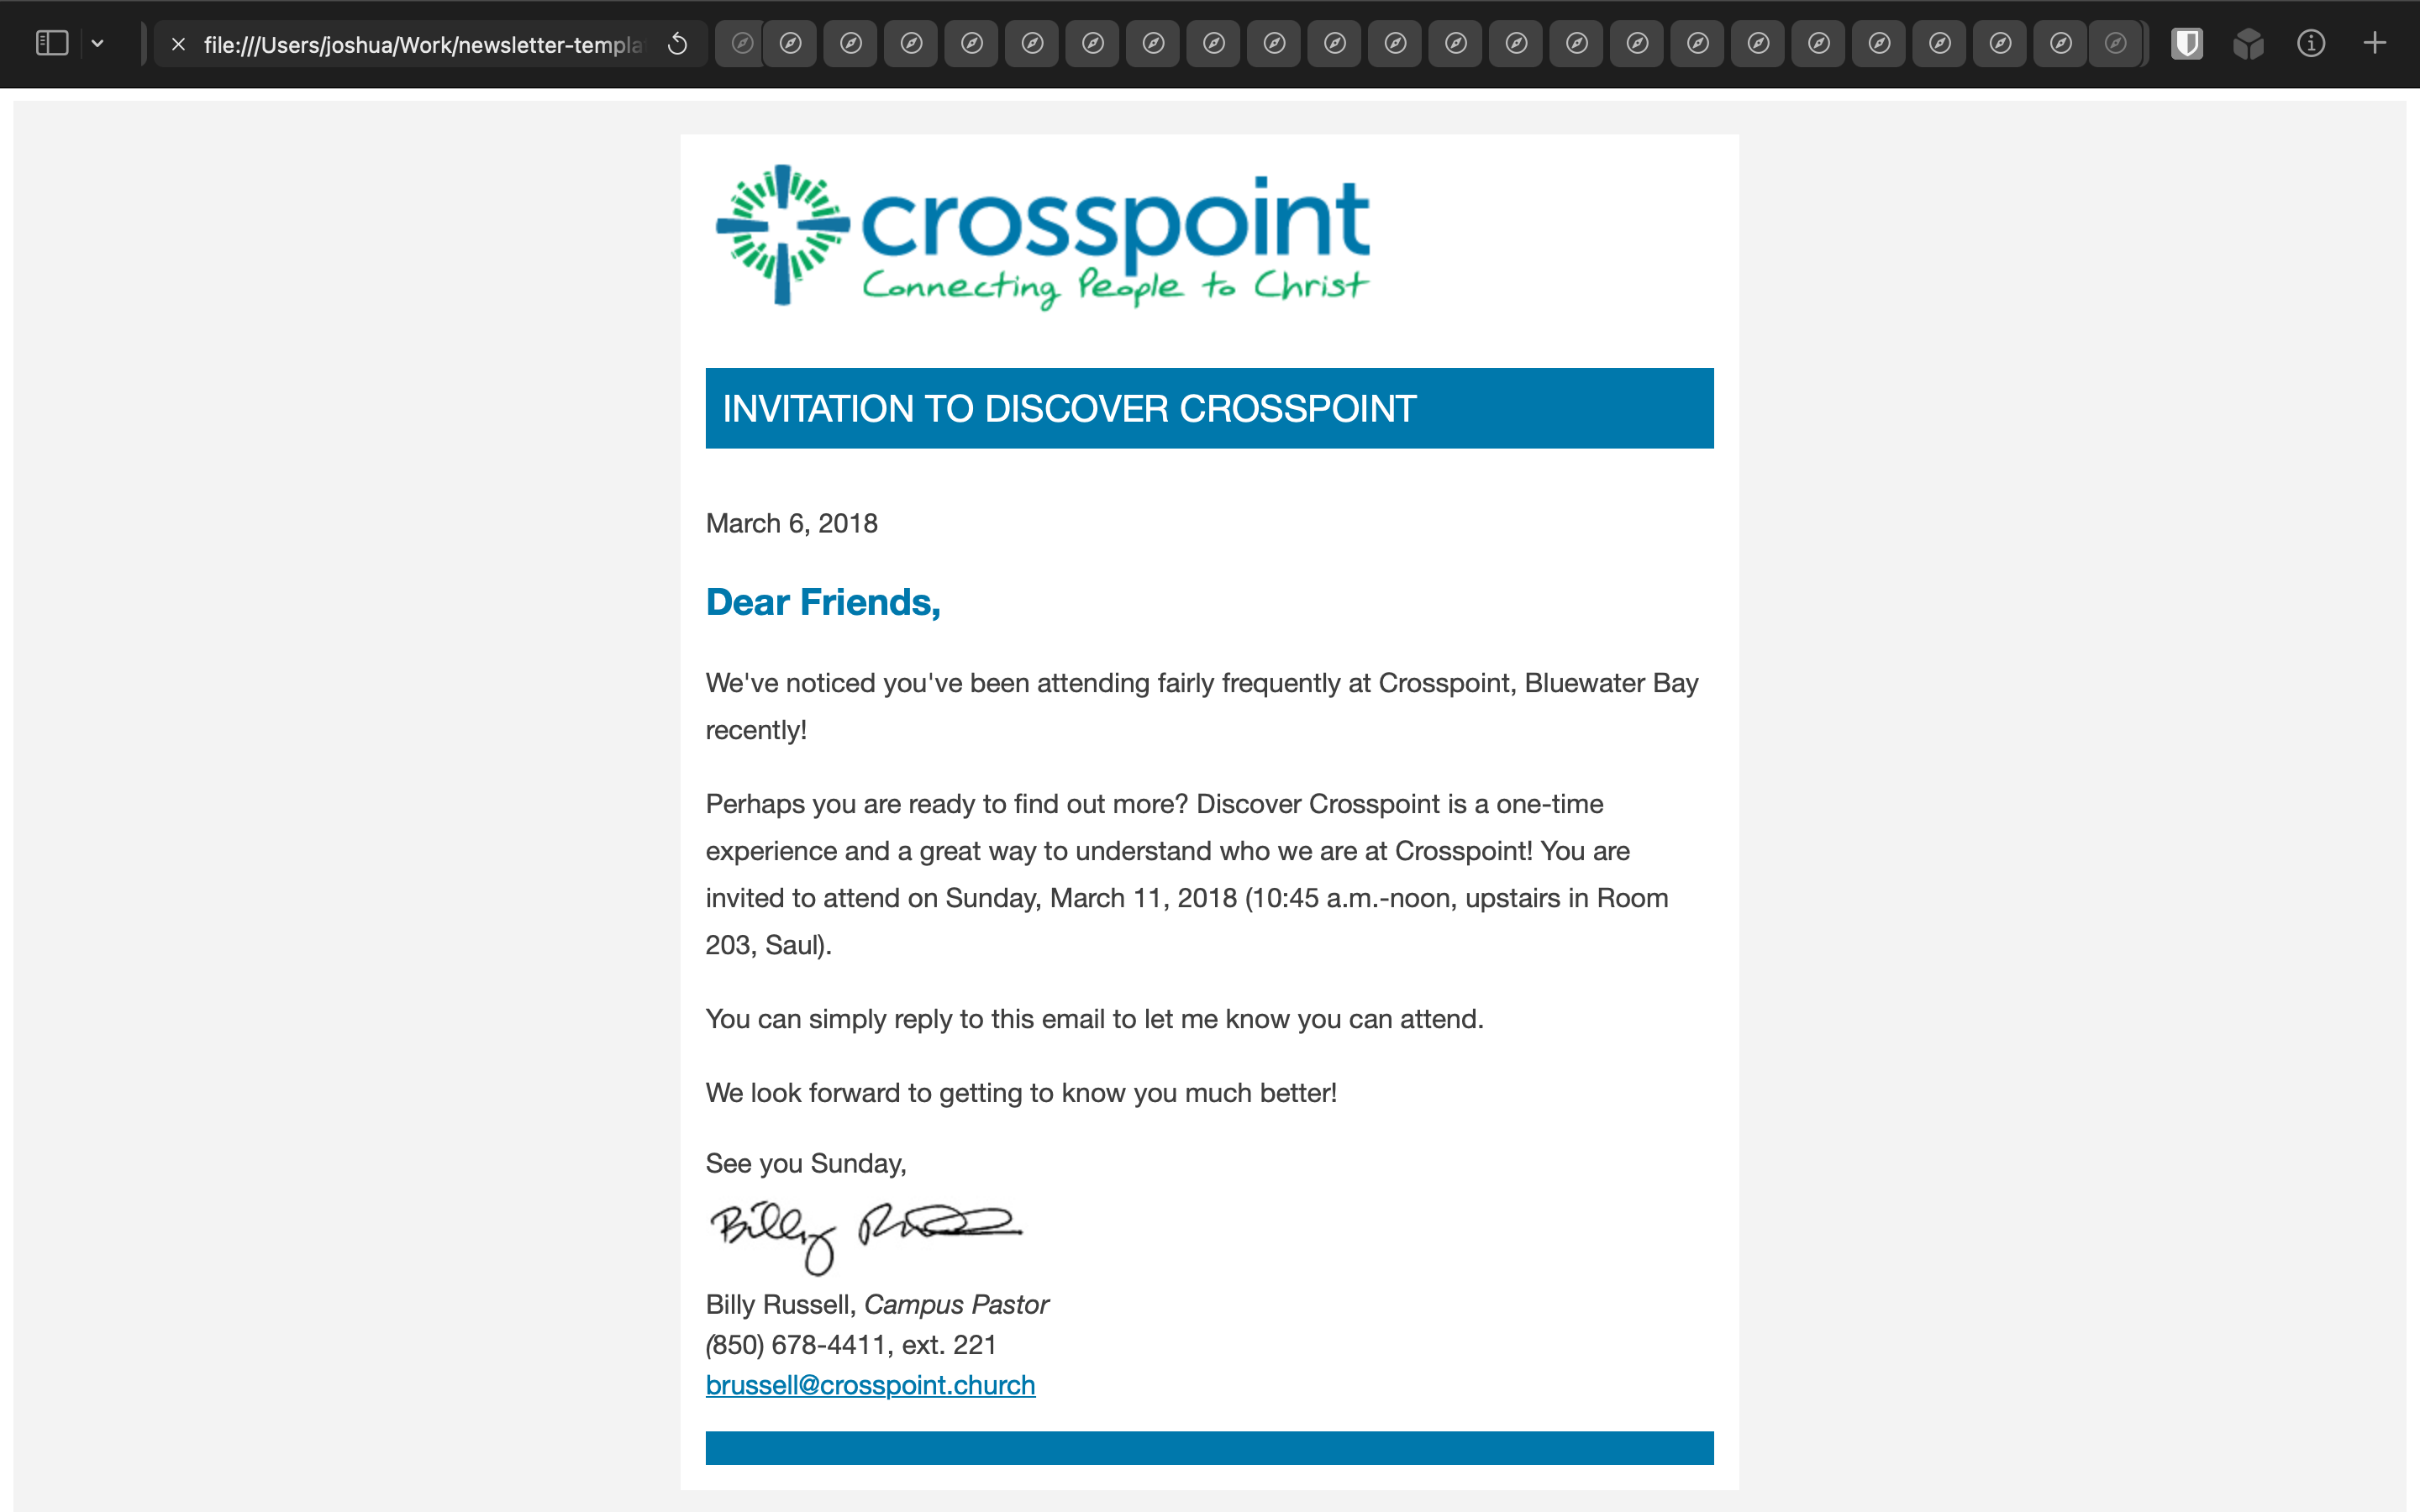 file:///Users/joshua/Work/newsletter-templa
crosspoint
Connecting People to Christ
INVITATION TO DISCOVER CROSSPOINT
March 6, 2018
Dear Friends,
We've noticed you've been attending fairly frequently at Crosspoint, Bluewater Bay
recently!
Perhaps you are ready to find out more? Discover Crosspoint is a one-time
experience and a great way to understand who we are at Crosspoint! You are
invited to attend on Sunday, March 11, 2018 (10:45 a.m.-noon, upstairs in Room
203, Saul).
You can simply reply to this email to let me know you can attend.
We look forward to getting to know you much better!
See you Sunday,
Billy
Billy Russell, Campus Pastor
(850) 678-4411, ext. 221
brussell@crosspoint.church